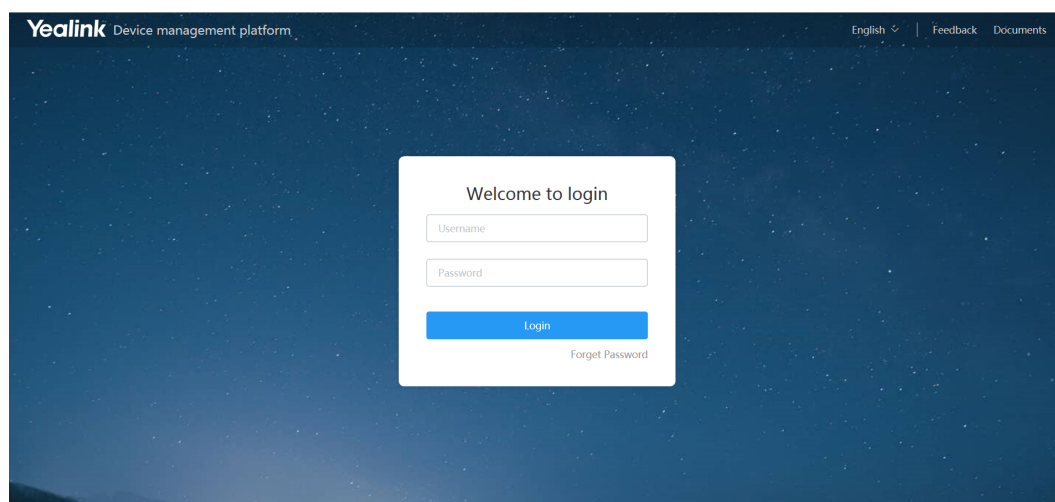 Yealink Device management platform English Feedback Documents
Welcome to login
Username
Password
Login
Forget Password